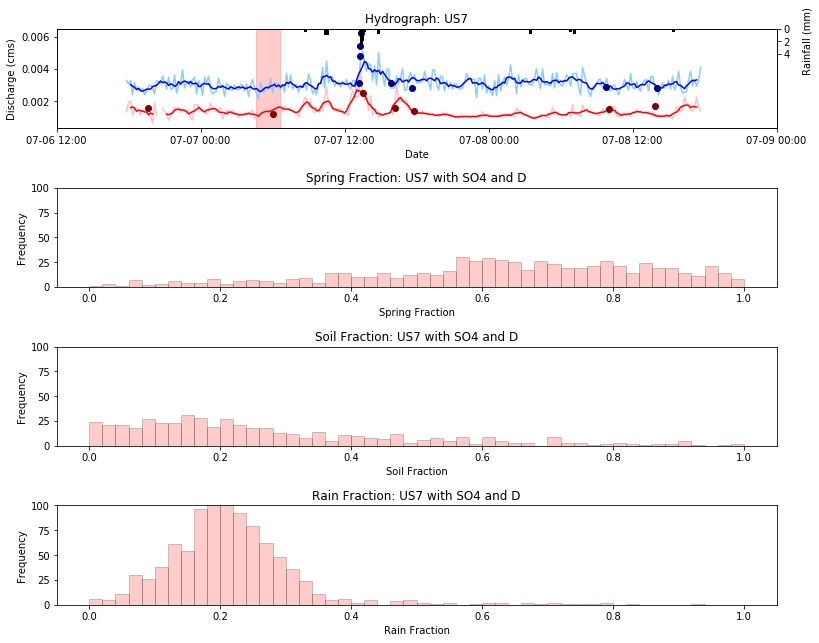 Hydrograph: US7
0.006
0.004
0.002
Discharge (cms)
0
2
4
Rainfall (mm)
07-06 12:00 07-07 00:00 07-07 12:00 07-08 00:00 07-08 12:00 07-09 00:00
Date
Spring Fraction: US7 with SO4 and D
100
75
50
25
0
Frequency
0.0 0.2 0.4 0.6 0.8 1.0
Spring Fraction
Soil Fraction: US7 with SO4 and D
100
75
50
25
0
Frequency
0.0 0.2 0.4 0.6 0.8 1.0
Soil Fraction
Rain Fraction: US7 with SO4 and D
100
75
50
25
0
Frequency
0.0 0.2 0.4 0.6 0.8 1.0
Rain Fraction